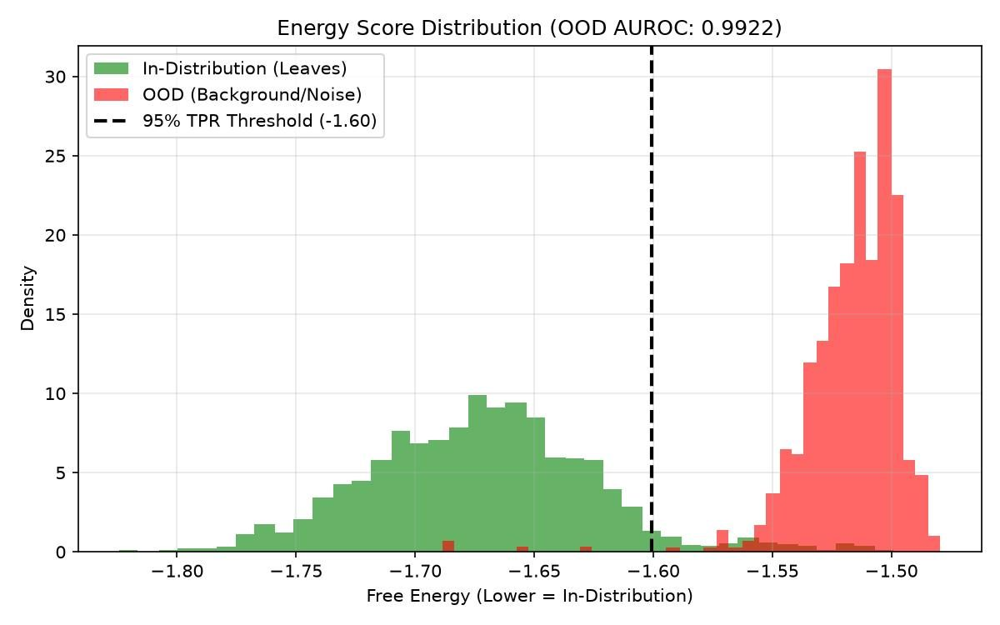 Energy Score Distribution (OOD AUROC: 0.9922)
In-Distribution (Leaves)
OOD (Background/Noise)
95% TPR Threshold (-1.60)
30
25
20
15
10
5
0
Density
−1.80 −1.75 −1.70 −1.65 −1.60 −1.55 −1.50
Free Energy (Lower = In-Distribution)